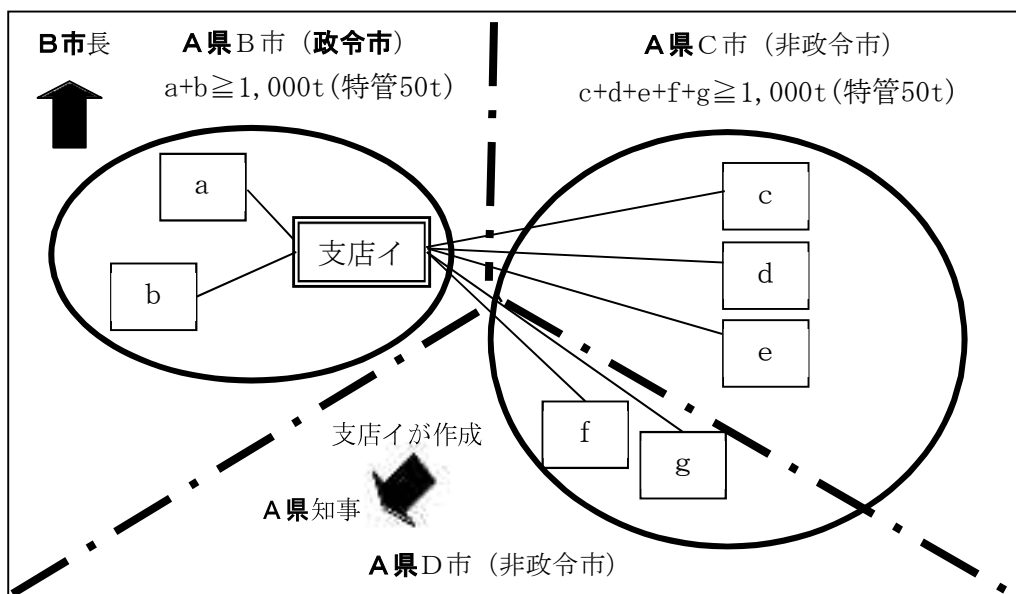 B市長
A県B市（政令市）
a+b≧1,000t(特管50t)
A県C市（非政令市）
c+d+e+f+g≧1,000t(特管50t)
a
支店イ
b
c
d
e
f
g
支店イが作成
A県知事
A県D市（非政令市）